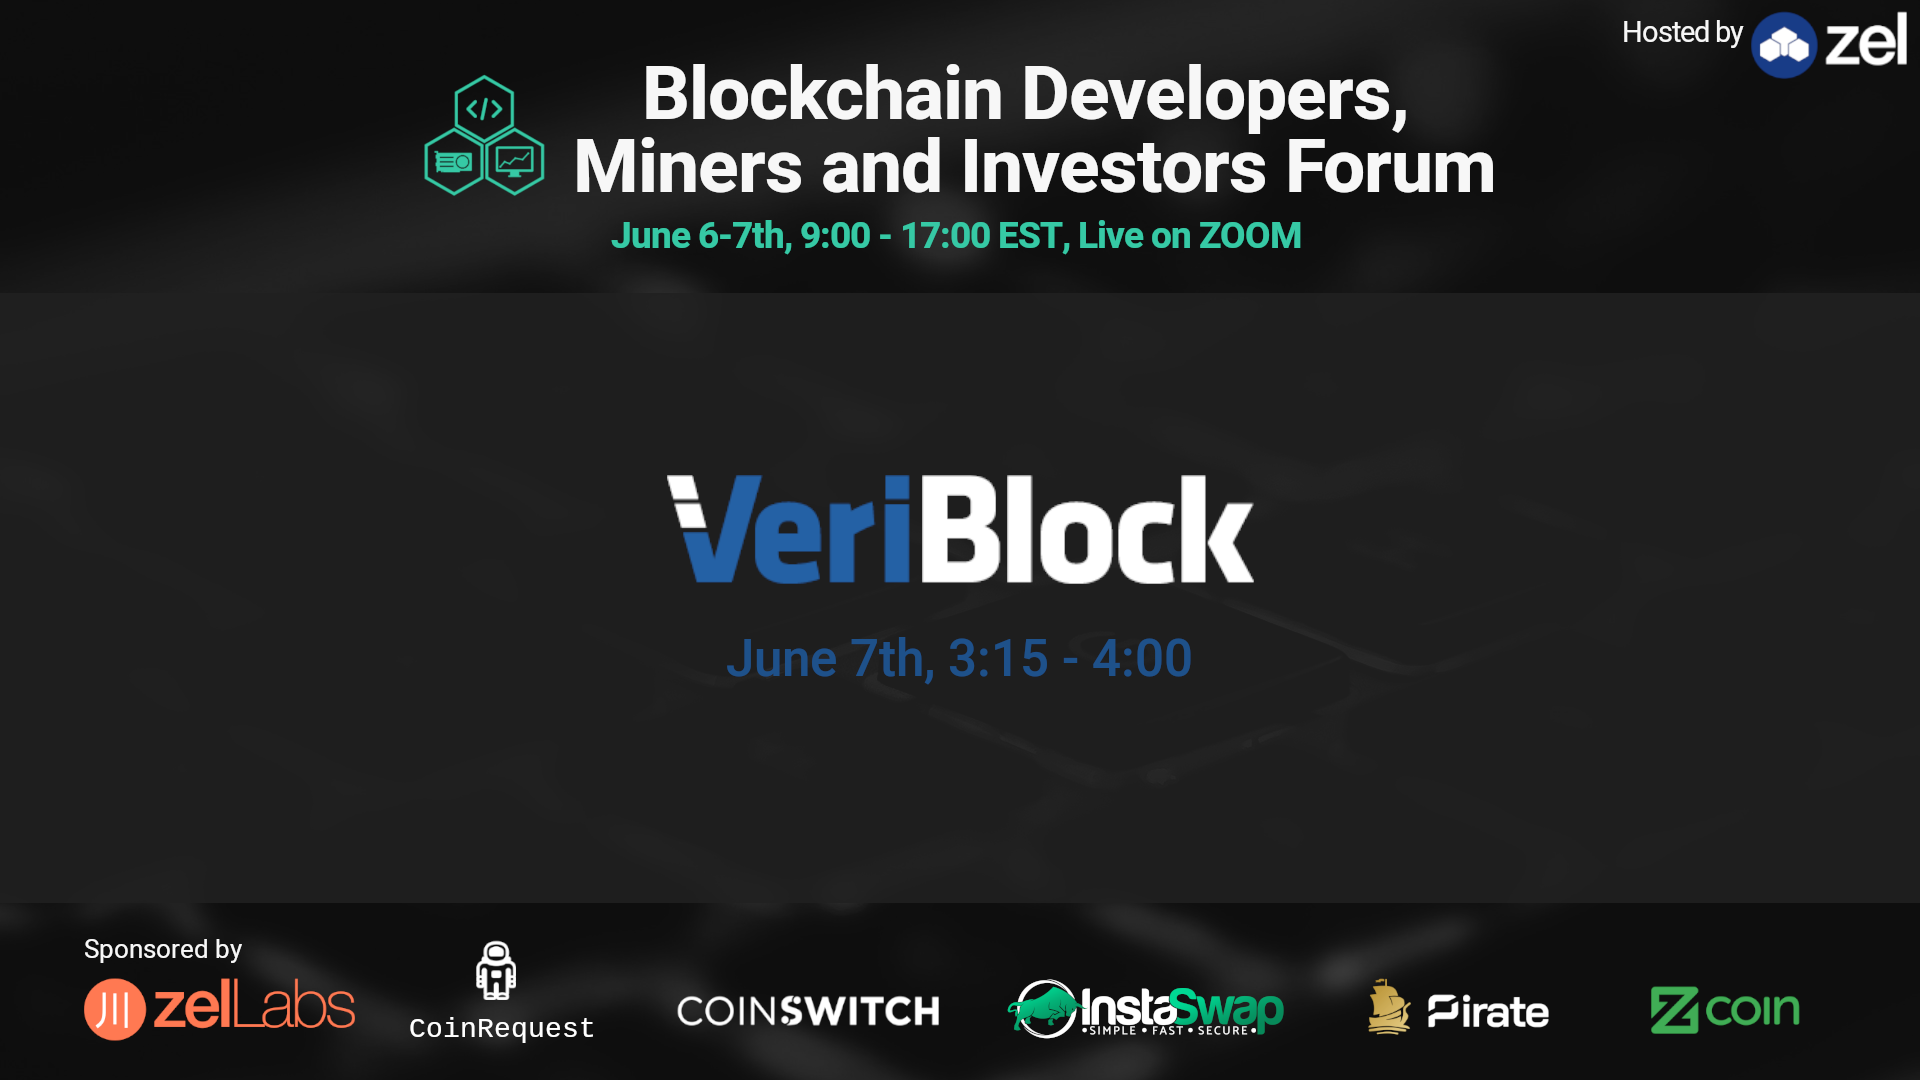 Hosted by zel
Blockchain Developers,
Miners and Investors Forum
June 6-7th, 9:00 - 17:00 EST, Live on ZOOM
</>
VeriBlock
June 7th, 3:15 - 4:00
Sponsored by
zelLabs
CoinRequest
COINSWITCH
InstaSwap
•SIMPLE•FAST•SECURE•
Pirate
Zcoin